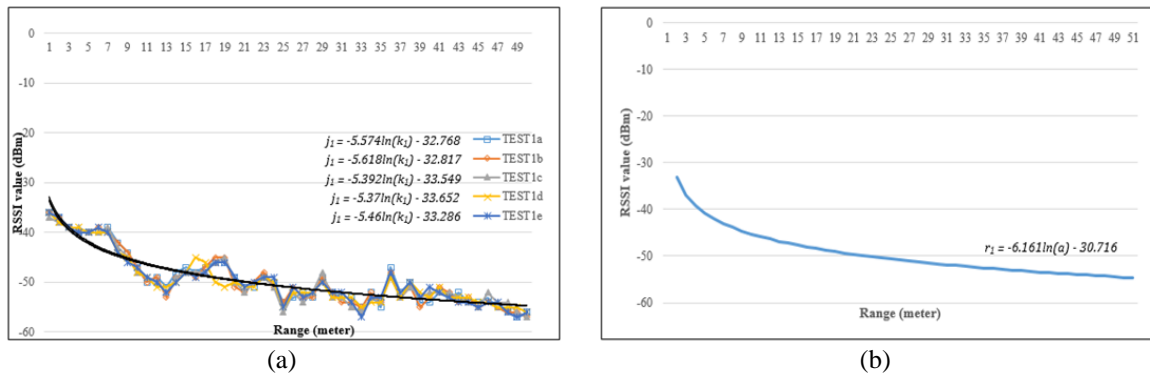 0
1 3 5 7 9 11 13 15 17 19 21 23 25 27 29 31 33 35 37 39 41 43 45 47 49
-10
-20
-30
-40
-50
-60
RSSI value (dBm)
j₁ = -5.574ln(k₁) - 32.768 TEST1a
j₁ = -5.618ln(k₁) - 32.817 TEST1b
j₁ = -5.392ln(k₁) - 33.549 TEST1c
j₁ = -5.37ln(k₁) - 33.652 TEST1d
j₁ = -5.46ln(k₁) - 33.286 TEST1e
Range (meter)
(a)
0
1 3 5 7 9 11 13 15 17 19 21 23 25 27 29 31 33 35 37 39 41 43 45 47 49 51
-10
-20
-30
-40
-50
-60
RSSI value (dBm)
r₁ = -6.161ln(a) - 30.716
Range (meter)
(b)